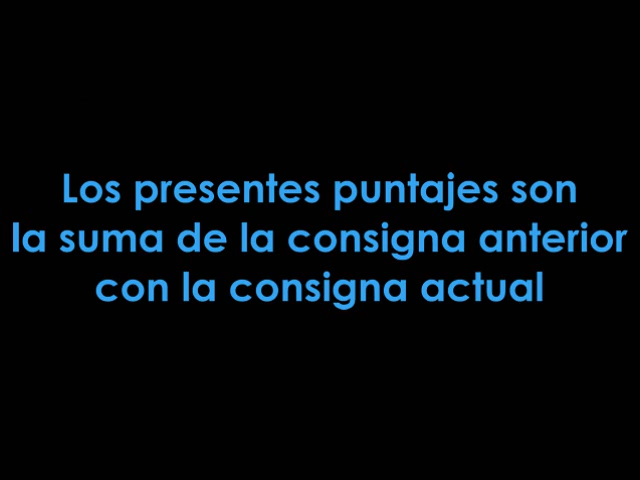 Los presentes puntajes son
la suma de la consigna anterior
con la consigna actual